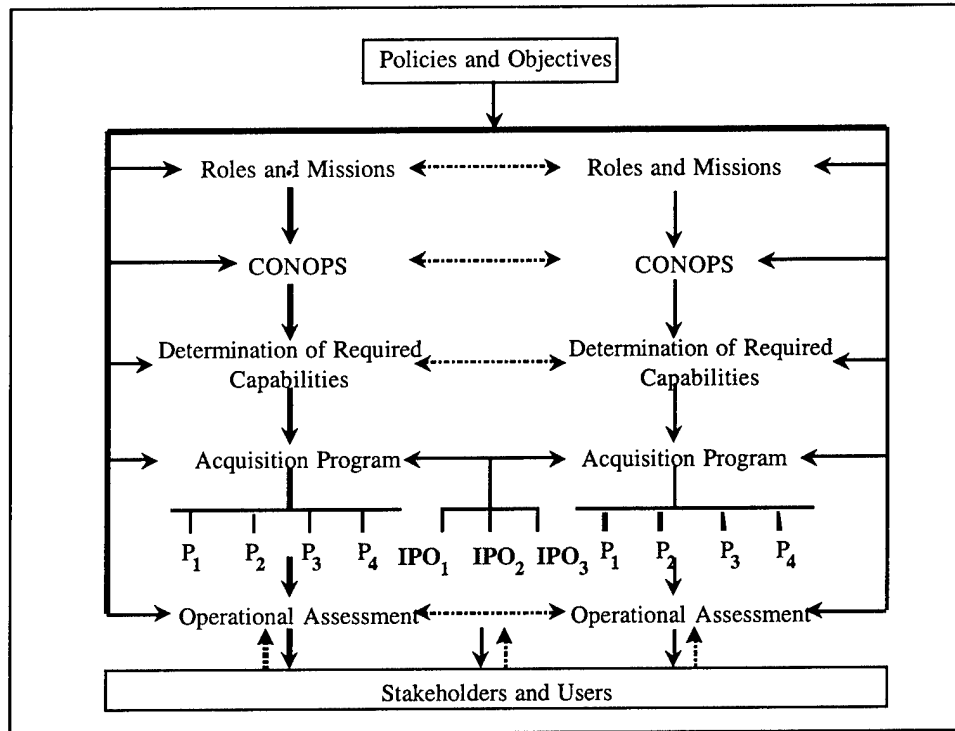 Policies and Objectives
Roles and Missions Roles and Missions
CONOPS CONOPS
Determination of Required Determination of Required
Capabilities Capabilities
Acquisition Program Acquisition Program
P1 P2 P3 P4 IPO1 IPO2 IPO3 P1 P2 P3 P4
Operational Assessment Operational Assessment
Stakeholders and Users